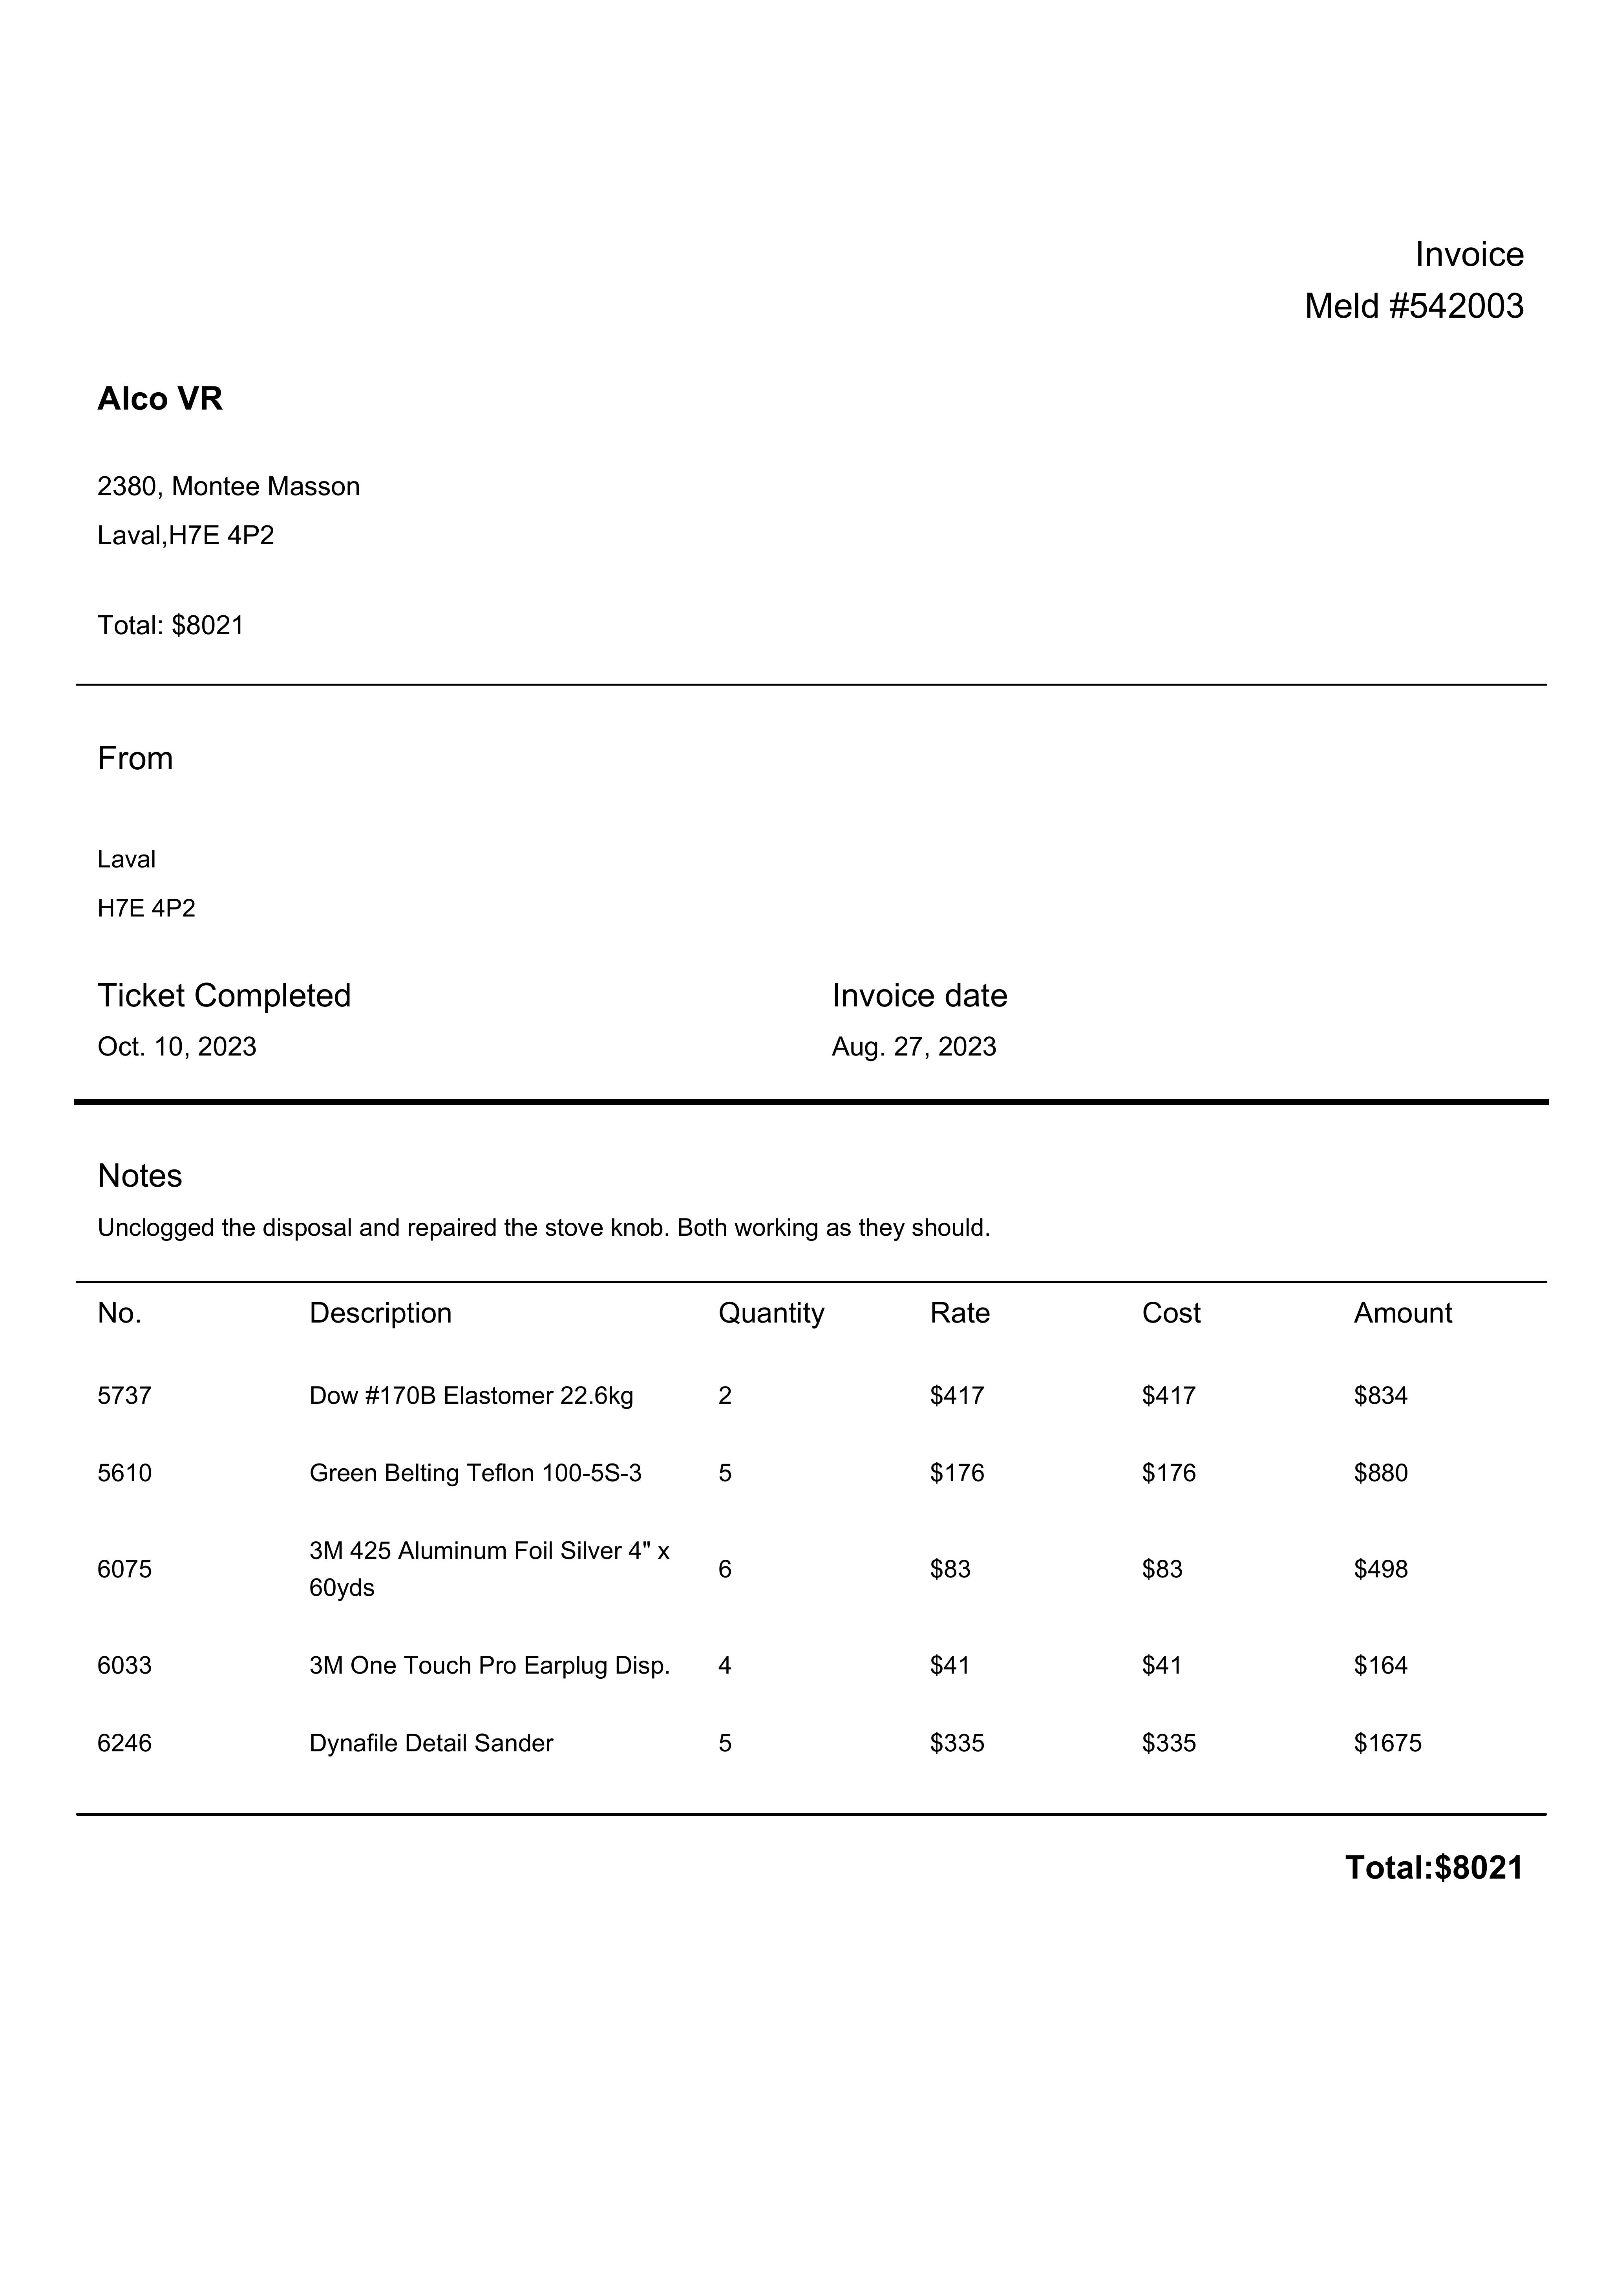 Invoice
Meld #542003
Alco VR
2380, Montee Masson
Laval,H7E 4P2
Total: $8021
From
Laval
H7E 4P2
Ticket Completed Invoice date
Oct. 10, 2023 Aug. 27, 2023
Notes
Unclogged the disposal and repaired the stove knob. Both working as they should.
No. Description Quantity Rate Cost Amount
5737 Dow #170B Elastomer 22.6kg 2 $417 $417 $834
5610 Green Belting Teflon 100-5S-3 5 $176 $176 $880
3M 425 Aluminum Foil Silver 4" x
6075 6 $83 $83 $498
60yds
6033 3M One Touch Pro Earplug Disp. 4 $41 $41 $164
6246 Dynafile Detail Sander 5 $335 $335 $1675
Total:$8021